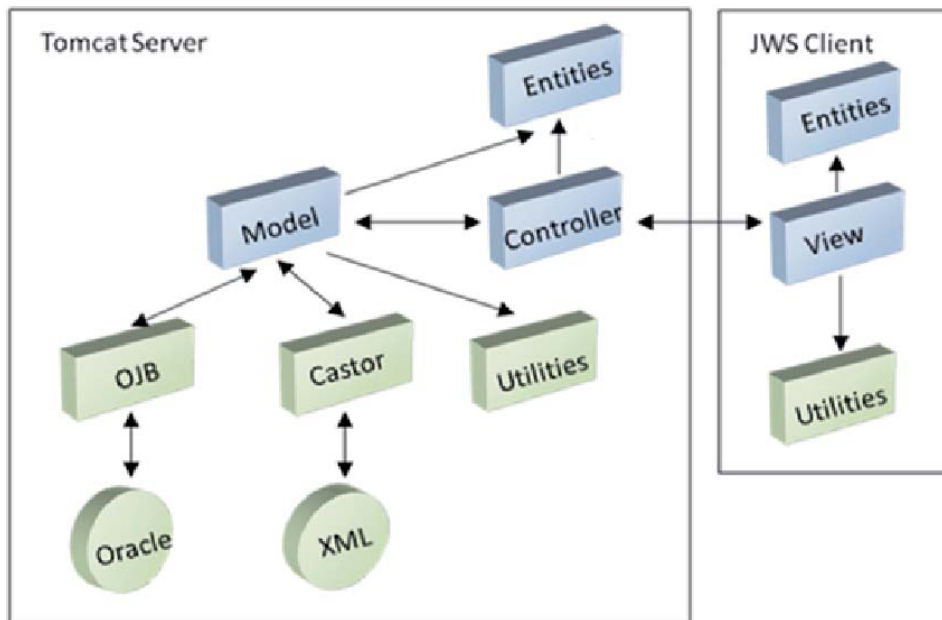 Tomcat Server
Entities
Model
Controller
OJB
Castor
Utilities
Oracle
XML
JWS Client
Entities
View
Utilities